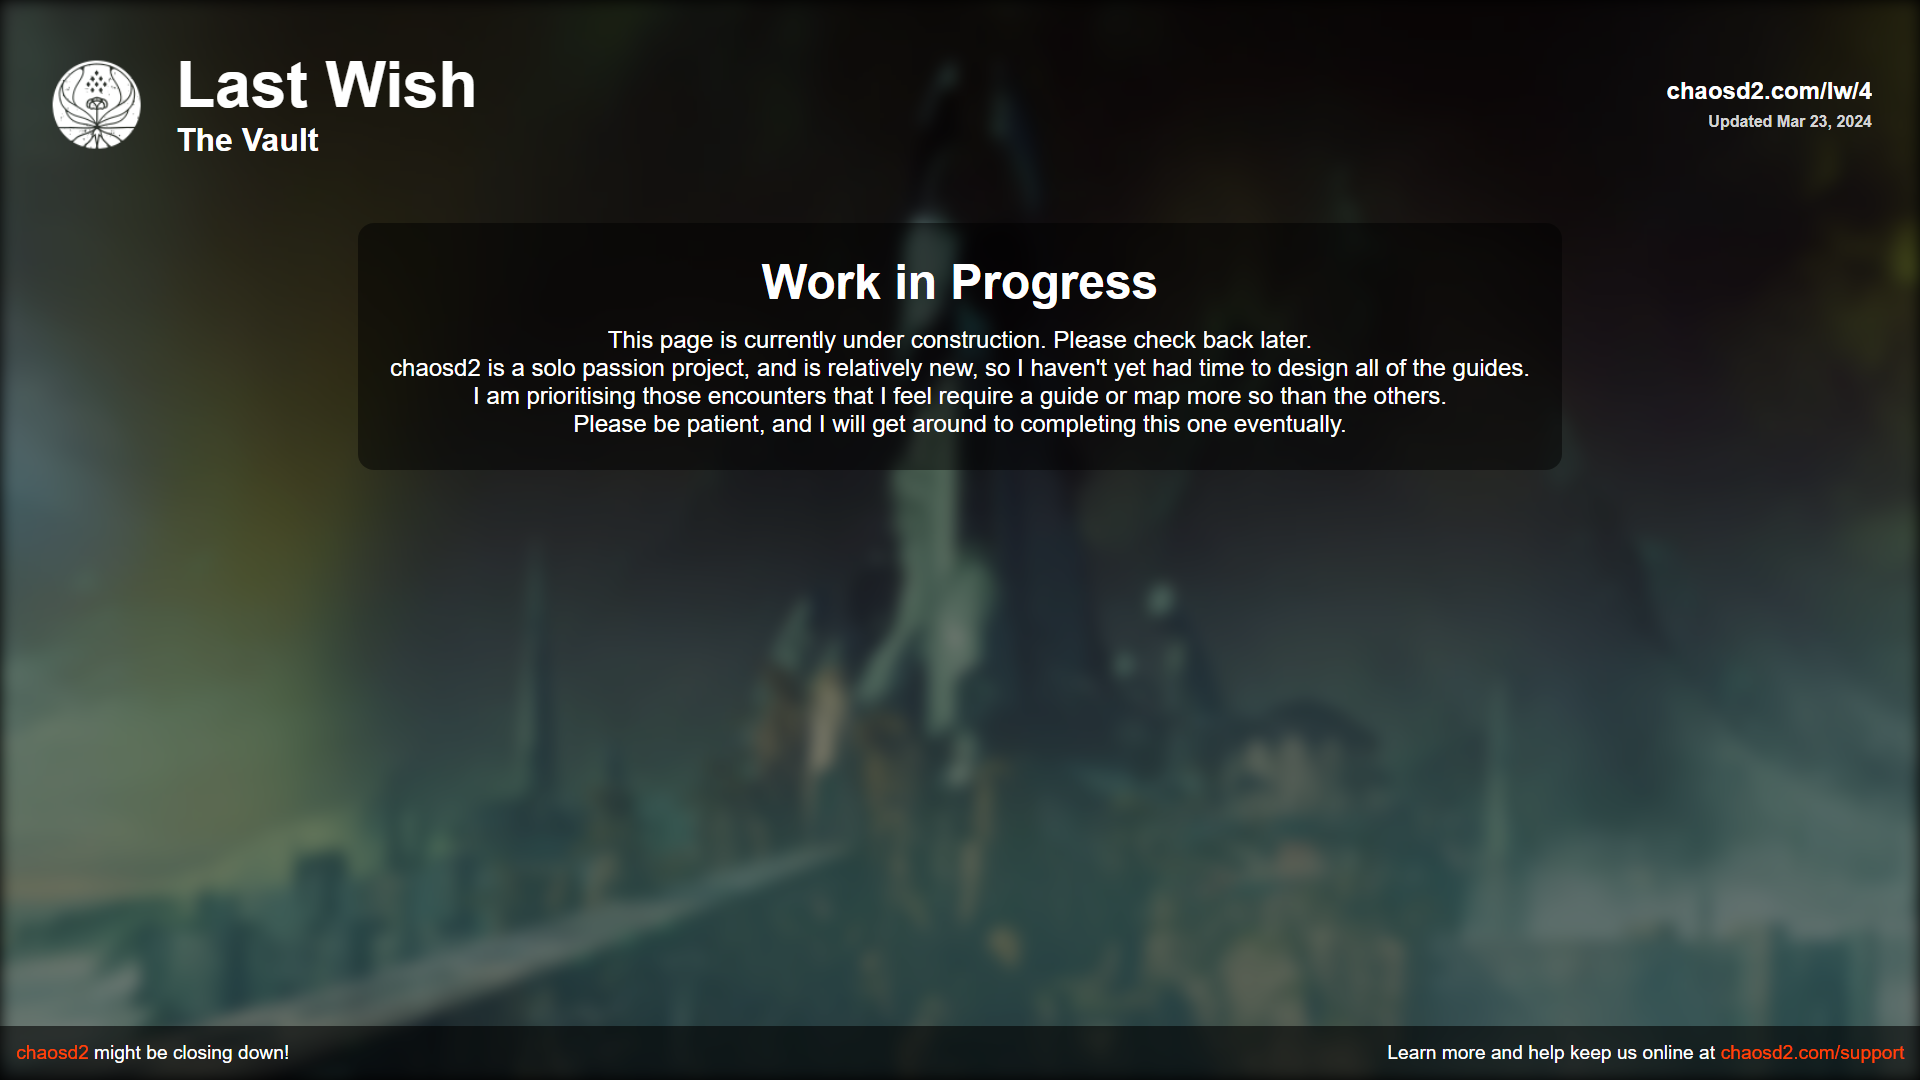 Last Wish
The Vault
chaosd2.com/lw/4
Updated Mar 23, 2024
Work in Progress
This page is currently under construction. Please check back later.
chaosd2 is a solo passion project, and is relatively new, so I haven't yet had time to design all of the guides.
I am prioritising those encounters that I feel require a guide or map more so than the others.
Please be patient, and I will get around to completing this one eventually.
chaosd2 might be closing down!
Learn more and help keep us online at chaosd2.com/support